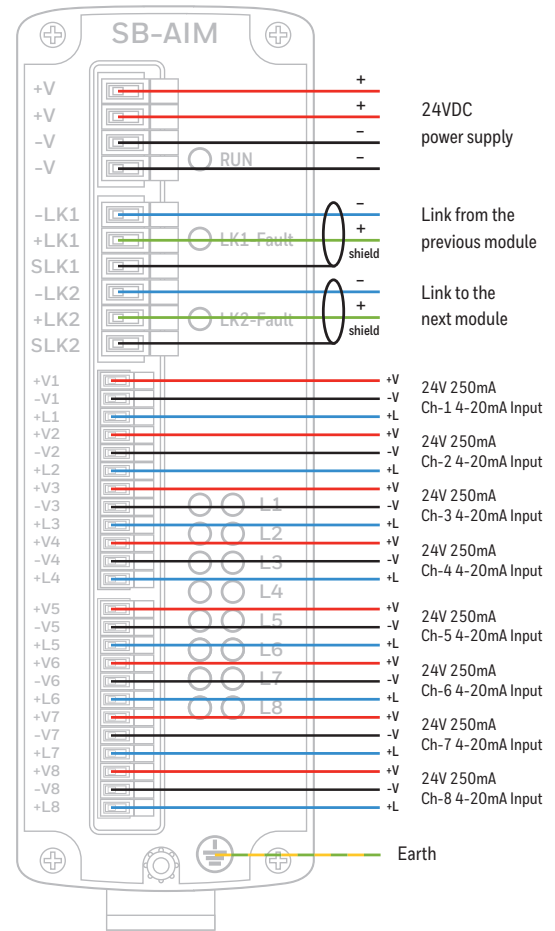 SB-AIM
+V +
+V +
-V –
-V –
24VDC
power supply
RUN
-LK1 –
+LK1 LK1-Fault +
SLK1 shield
Link from the
previous module
-LK2 –
+LK2 LK2-Fault +
SLK2 shield
Link to the
next module
+V1 +V
-V1 -V
+L1 +L
24V 250mA
Ch-1 4-20mA Input
+V2 +V
-V2 -V
+L2 +L
24V 250mA
Ch-2 4-20mA Input
+V3 +V
-V3 -V
+L3 +L
24V 250mA
Ch-3 4-20mA Input
+V4 +V
-V4 -V
+L4 +L
24V 250mA
Ch-4 4-20mA Input
L1
L2
L3
L4
L5
L6
L7
L8
+V5 +V
-V5 -V
+L5 +L
24V 250mA
Ch-5 4-20mA Input
+V6 +V
-V6 -V
+L6 +L
24V 250mA
Ch-6 4-20mA Input
+V7 +V
-V7 -V
+L7 +L
24V 250mA
Ch-7 4-20mA Input
+V8 +V
-V8 -V
+L8 +L
24V 250mA
Ch-8 4-20mA Input
Earth